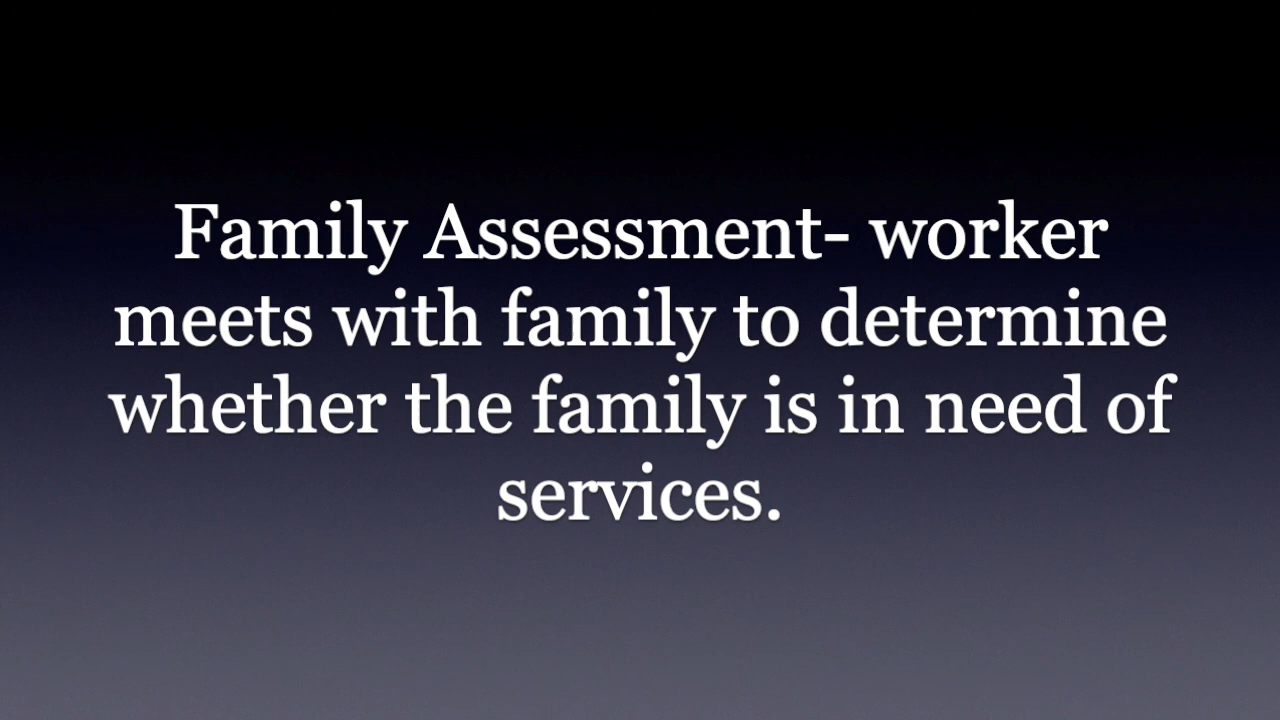 Family Assessment- worker
meets with family to determine
whether the family is in need of
services.